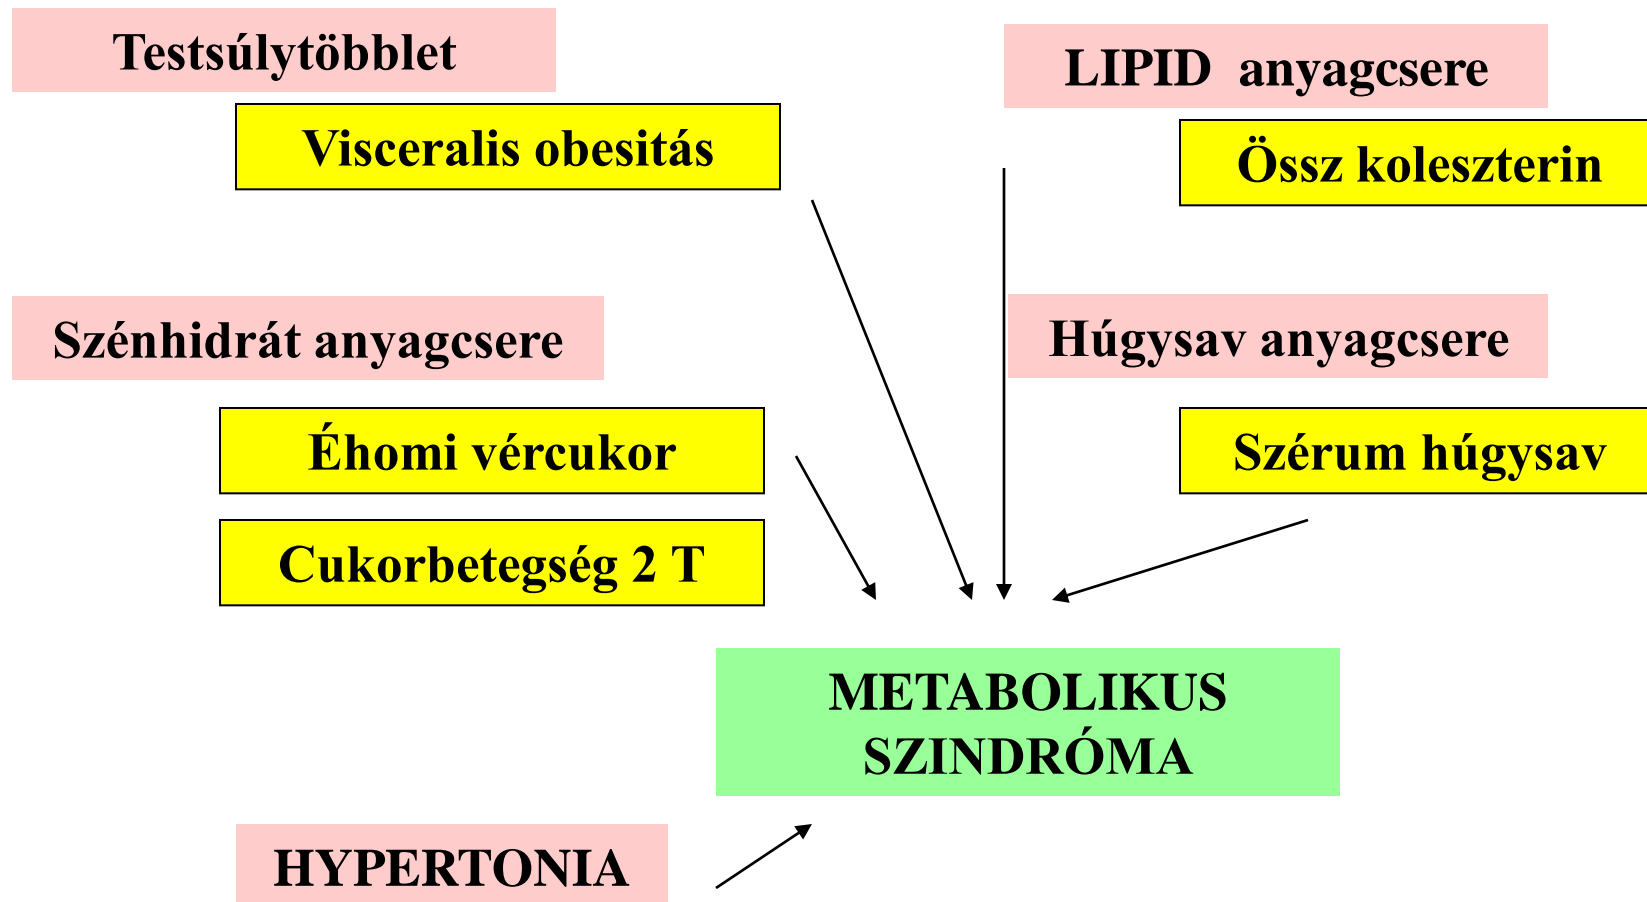 Testsúlytöbblet
Visceralis obesitás
LIPID anyagcsere
Össz koleszterin
Szénhidrát anyagcsere
Éhomi vércukor
Cukorbetegség 2 T
Húgysav anyagcsere
Szérum húgysav
METABOLIKUS
SZINDRÓMA
HYPERTONIA